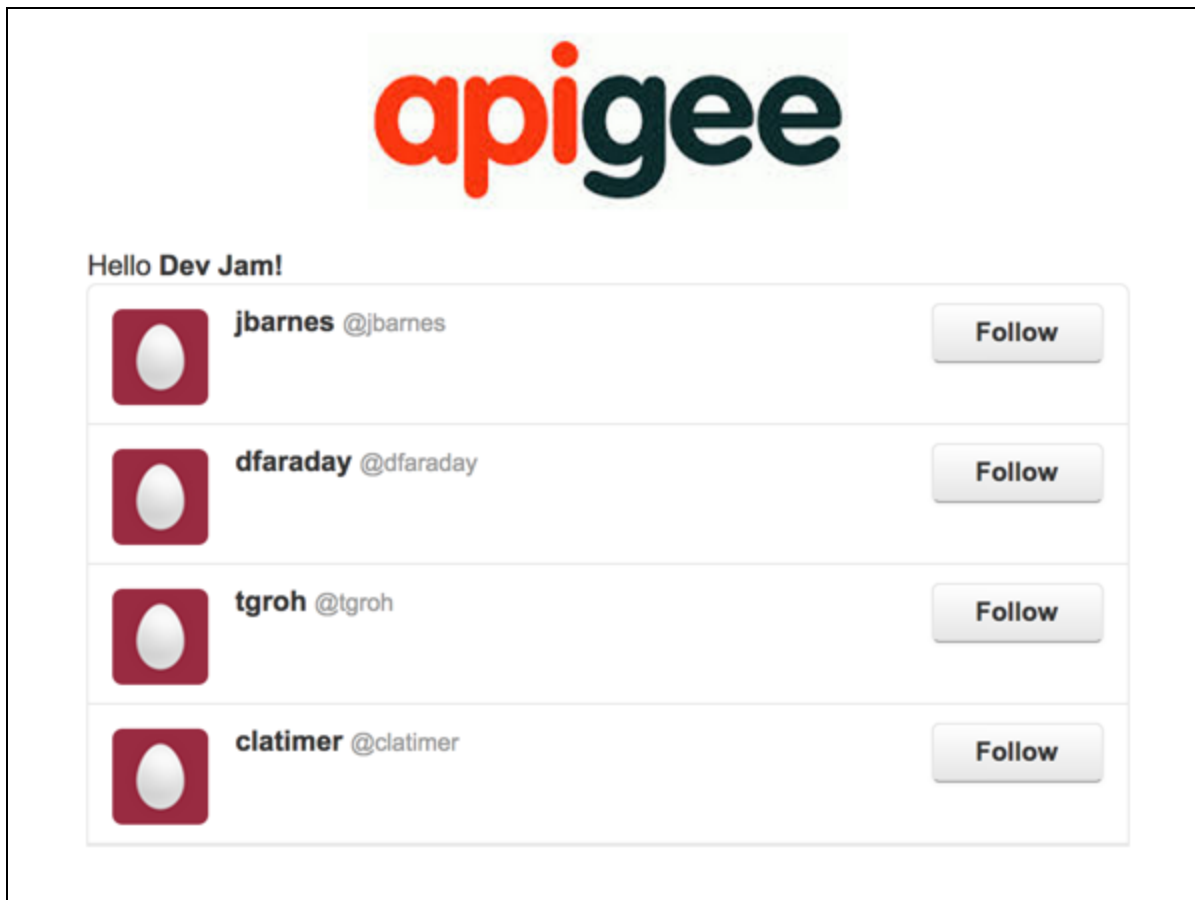 apigee
Hello Dev Jam!
jbarnes @jbarnes Follow
dfaraday @dfaraday Follow
tgroh @tgroh Follow
clatimer @clatimer Follow